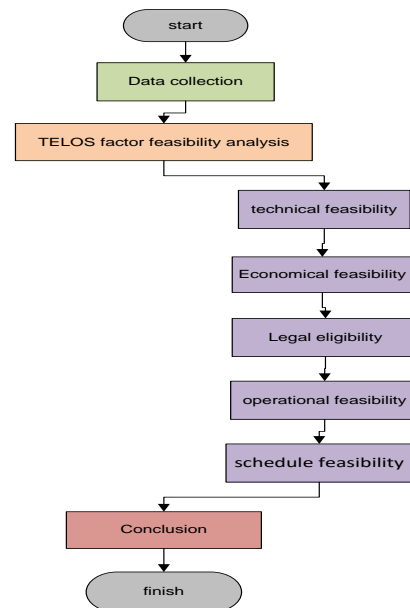 start
Data collection
TELOS factor feasibility analysis
technical feasibility
Economical feasibility
Legal eligibility
operational feasibility
schedule feasibility
Conclusion
finish